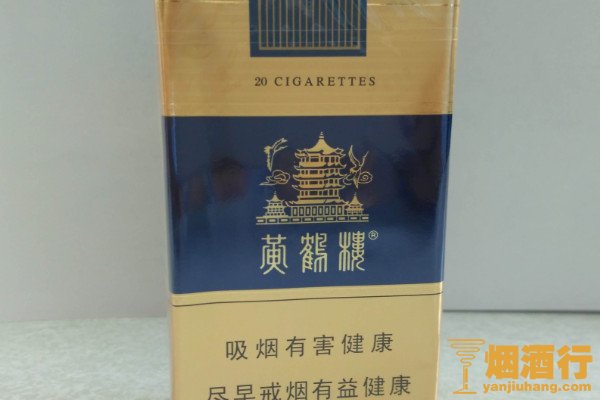 20 CIGARETTES
黄鹤楼®
吸烟有害健康
尽早戒烟有益健康
烟酒行
yanjiuhang.com